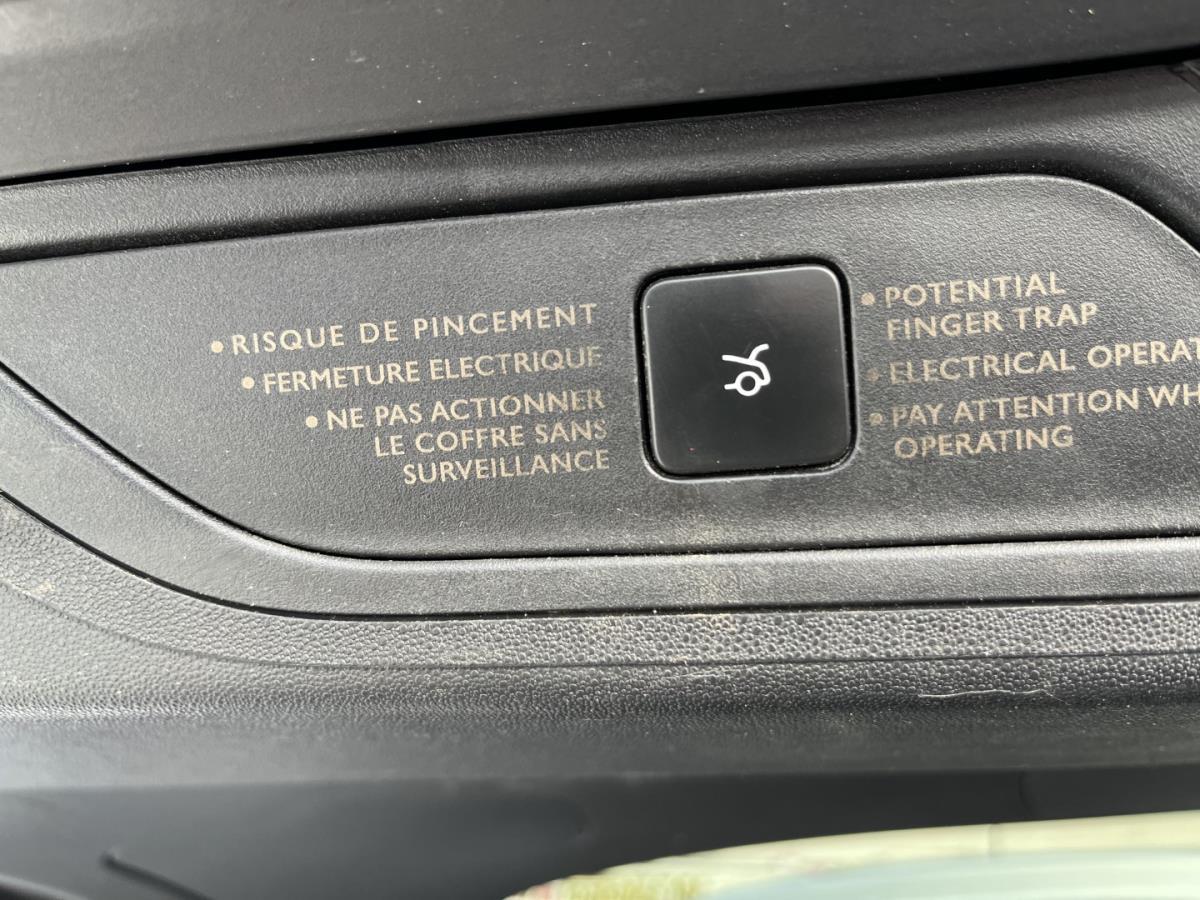 • RISQUE DE PINCEMENT
• FERMETURE ELECTRIQUE
• NE PAS ACTIONNER
LE COFFRE SANS
SURVEILLANCE
• POTENTIAL
FINGER TRAP
• ELECTRICAL OPERAT
• PAY ATTENTION WH
OPERATING